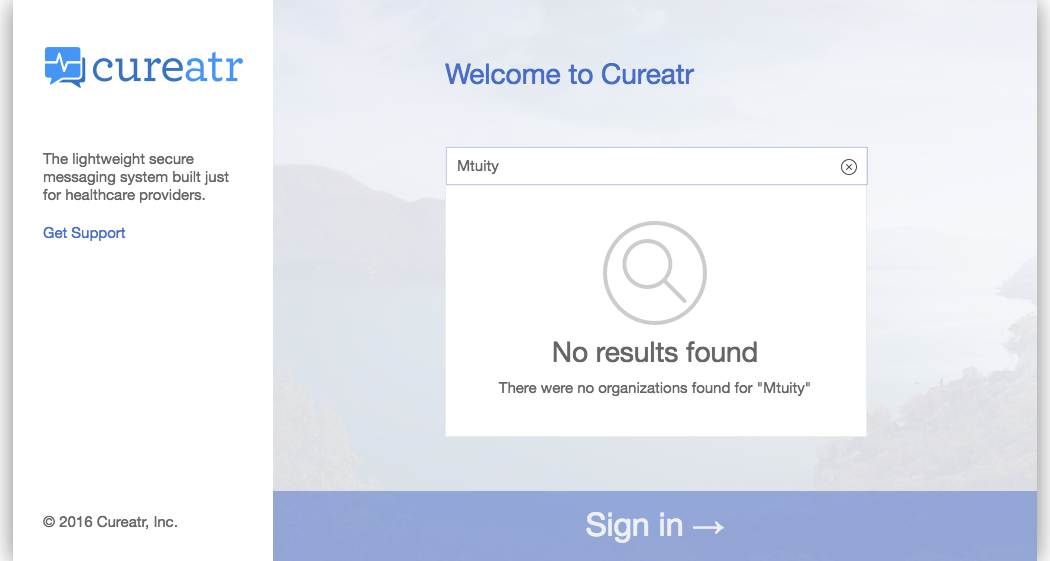 cureatr
The lightweight secure
messaging system built just
for healthcare providers.
Get Support
© 2016 Cureatr, Inc.
Welcome to Cureatr
Mtuity
No results found
There were no organizations found for "Mtuity"
Sign in →